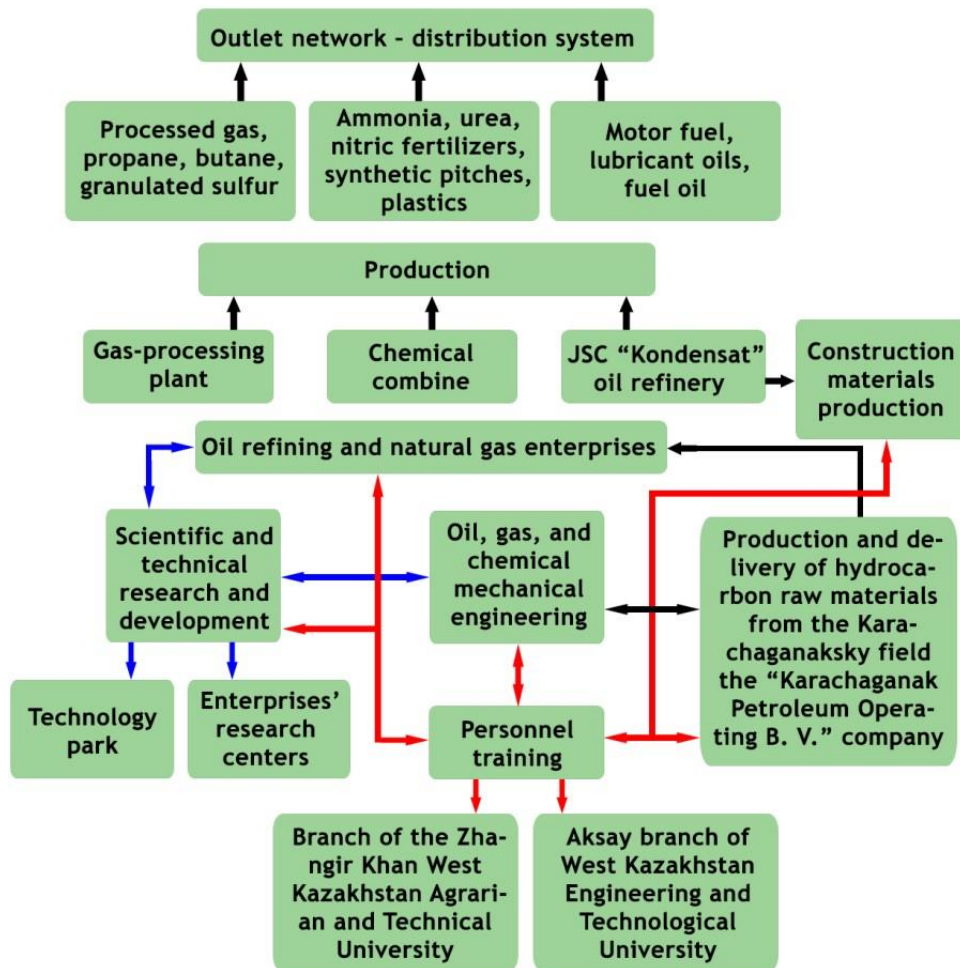 Outlet network – distribution system
Processed gas,
propane, butane,
granulated sulfur
Ammonia, urea,
nitric fertilizers,
synthetic pitches,
plastics
Motor fuel,
lubricant oils,
fuel oil
Production
Gas-processing
plant
Chemical
combine
JSC “Kondensat”
oil refinery
Construction
materials
production
Oil refining and natural gas enterprises
Scientific and
technical
research and
development
Oil, gas, and
chemical
mechanical
engineering
Production and de-
livery of hydroca-
rbon raw materials
from the Kara-
chaganaksky field
the “Karachaganak
Petroleum Opera-
ting B. V.” company
Technology
park
Enterprises’
research
centers
Personnel
training
Branch of the Zha-
ngir Khan West
Kazakhstan Agrari-
an and Technical
University
Aksay branch of
West Kazakhstan
Engineering and
Technological
University